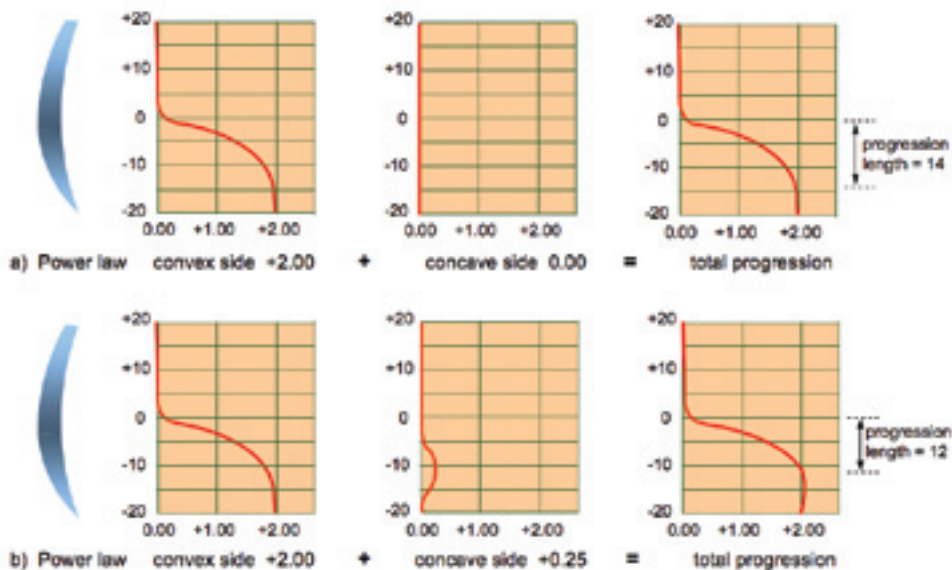 +20
+10
0
-10
-20
0.00 +1.00 +2.00
+20
+10
0
-10
-20
0.00 +1.00 +2.00
+20
+10
0
-10
-20
0.00 +1.00 +2.00
progression
length = 14
a) Power law convex side +2.00 + concave side 0.00 = total progression
+20
+10
0
-10
-20
0.00 +1.00 +2.00
+20
+10
0
-10
-20
0.00 +1.00 +2.00
+20
+10
0
-10
-20
0.00 +1.00 +2.00
progression
length = 12
b) Power law convex side +2.00 + concave side +0.25 = total progression